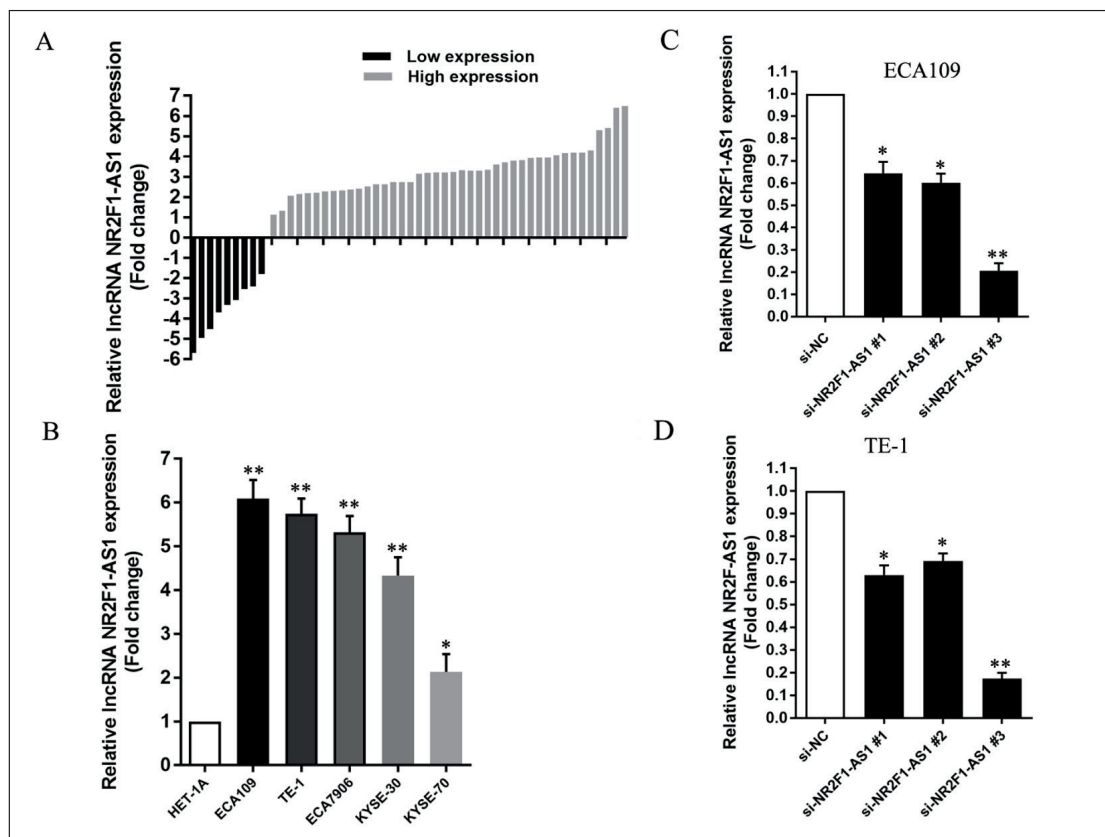 A
Low expression
High expression
Relative lncRNA NR2F1-AS1 expression
(Fold change)
7
6
5
4
3
2
1
0
-1
-2
-3
-4
-5
-6
B
Relative lncRNA NR2F1-AS1 expression
(Fold change)
7
6
5
4
3
2
1
0
** ** ** ** *
HET-1A ECA109 TE-1 ECA7906 KYSE-30 KYSE-70
C
ECA109
Relative lncRNA NR2F1-AS1 expression
(Fold change)
1.1
1.0
0.9
0.8
0.7
0.6
0.5
0.4
0.3
0.2
0.1
0.0
* * **
si-NC si-NR2F1-AS1 #1 si-NR2F1-AS1 #2 si-NR2F1-AS1 #3
D
TE-1
Relative lncRNA NR2F-AS1 expression
(Fold change)
1.1
1.0
0.9
0.8
0.7
0.6
0.5
0.4
0.3
0.2
0.1
0.0
* * **
si-NC si-NR2F1-AS1 #1 si-NR2F1-AS1 #2 si-NR2F1-AS1 #3